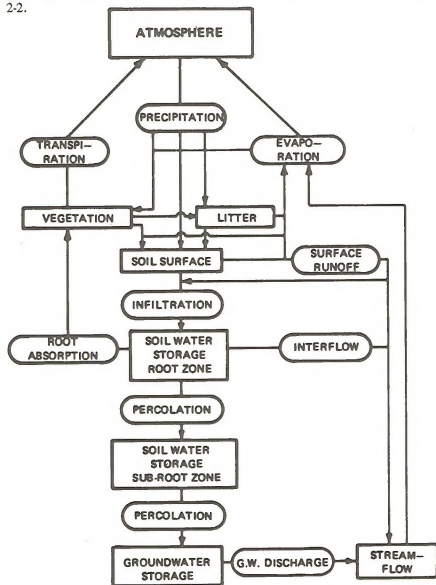 2-2.
ATMOSPHERE
PRECIPITATION
TRANSPI-
RATION
EVAPO-
RATION
VEGETATION
LITTER
SOIL SURFACE
SURFACE
RUNOFF
INFILTRATION
ROOT
ABSORPTION
SOIL WATER
STORAGE
ROOT ZONE
INTERFLOW
PERCOLATION
SOIL WATER
STORAGE
SUB-ROOT ZONE
PERCOLATION
GROUNDWATER
STORAGE
G.W. DISCHARGE
STREAM-
FLOW